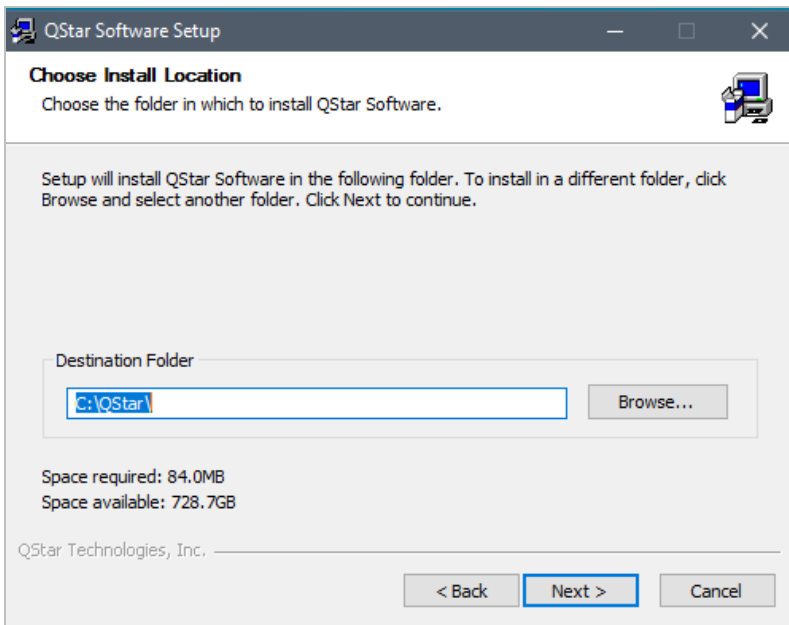 QStar Software Setup
Choose Install Location
Choose the folder in which to install QStar Software.
Setup will install QStar Software in the following folder. To install in a different folder, click
Browse and select another folder. Click Next to continue.
Destination Folder
C:\QStar\
Browse...
Space required: 84.0MB
Space available: 728.7GB
QStar Technologies, Inc.
< Back
Next >
Cancel